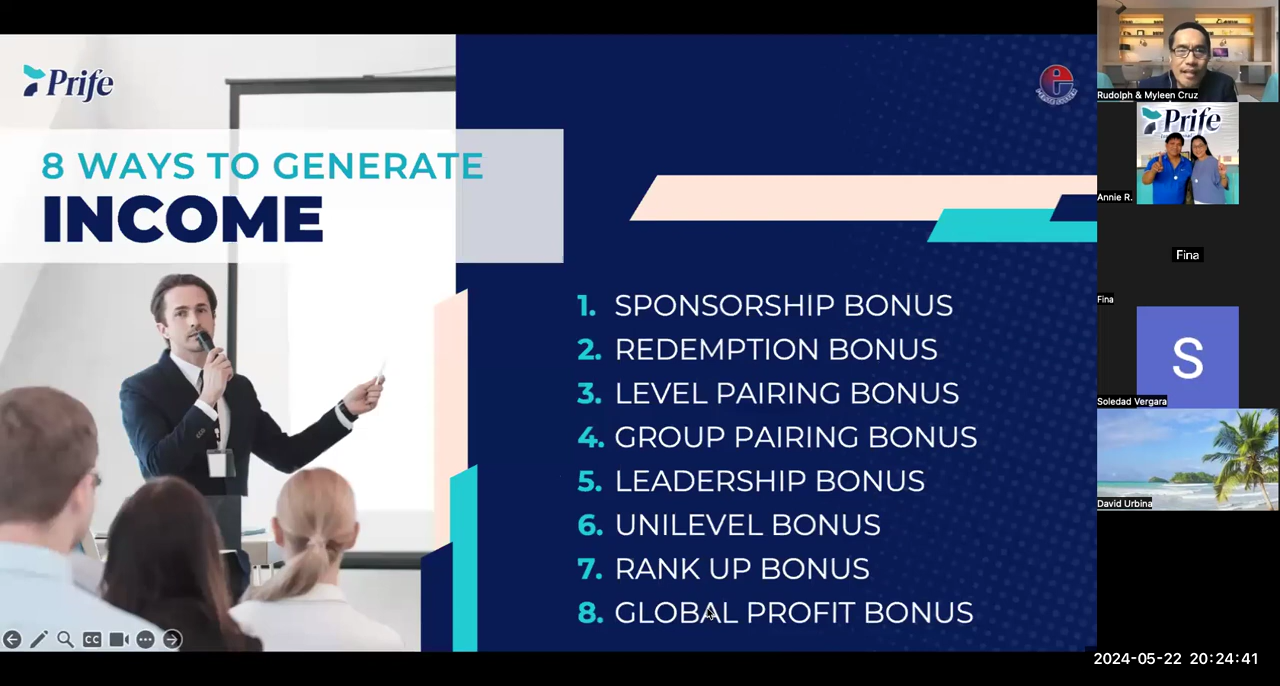 Prife
8 WAYS TO GENERATE
INCOME
1. SPONSORSHIP BONUS
2. REDEMPTION BONUS
3. LEVEL PAIRING BONUS
4. GROUP PAIRING BONUS
5. LEADERSHIP BONUS
6. UNILEVEL BONUS
7. RANK UP BONUS
8. GLOBAL PROFIT BONUS
CC
Rudolph & Myleen Cruz
Prife
Annie R.
Fina
Fina
S
Soledad Vergara
David Urbina
2024-05-22 20:24:41